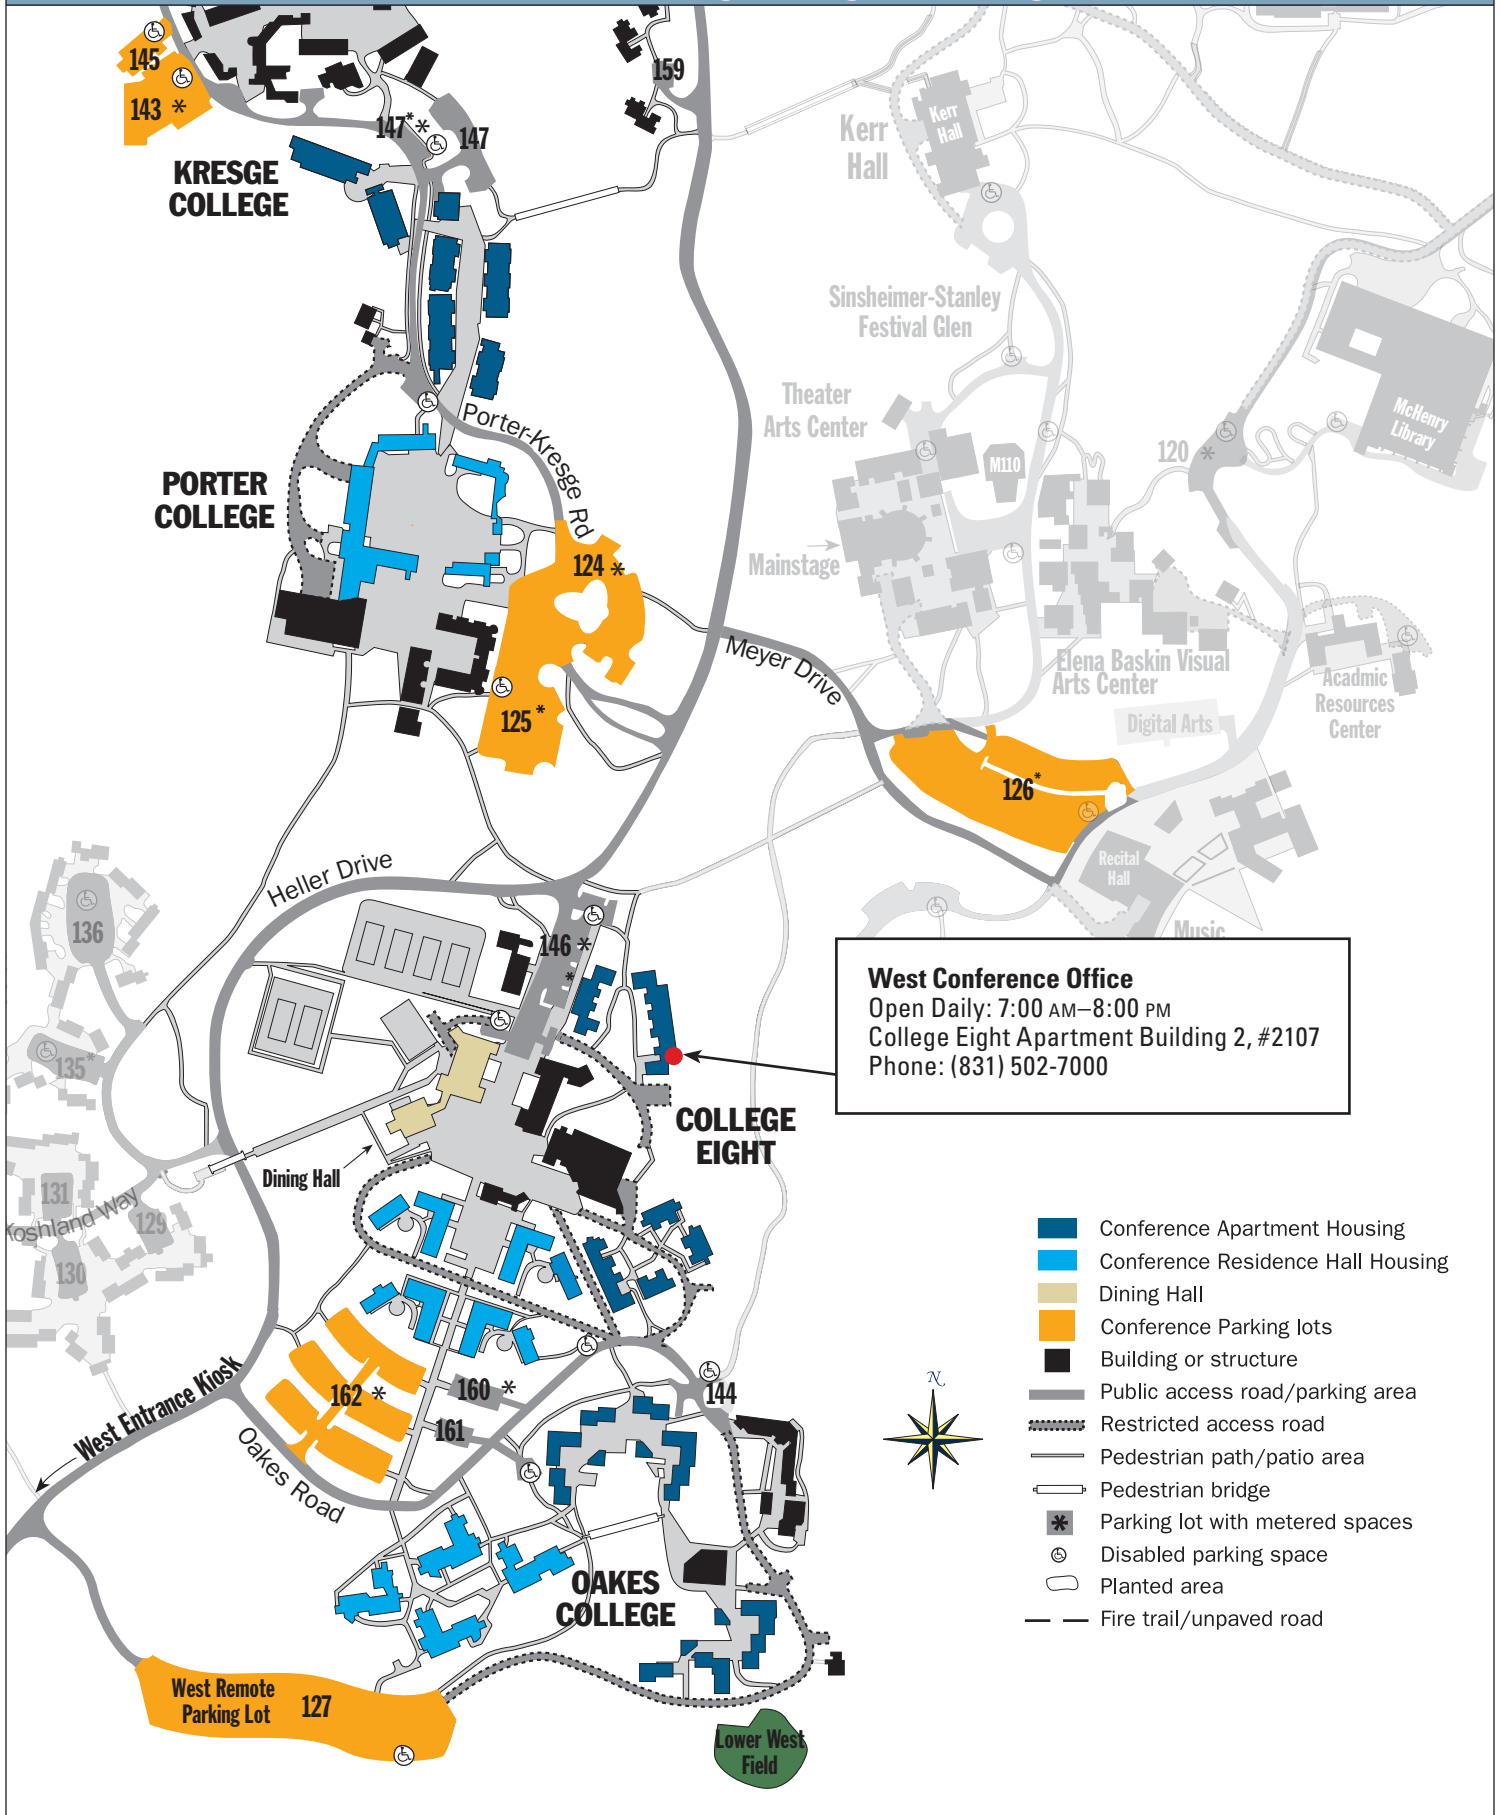 145
143 *
159
147* *
147
KRESGE
COLLEGE
Kerr
Hall
Kerr
Hall
Sinsheimer-Stanley
Festival Glen
Theater
Arts Center
M110
120 *
McHenry
Library
Porter-Kresge Rd
PORTER
COLLEGE
Mainstage
124 *
Meyer Drive
Elena Baskin Visual
Arts Center
Acadmic
Resources
Center
Digital Arts
125 *
126 *
Recital
Hall
Music
Heller Drive
136
146 *
*
135*
West Conference Office
Open Daily: 7:00 AM–8:00 PM
College Eight Apartment Building 2, #2107
Phone: (831) 502-7000
COLLEGE
EIGHT
Dining Hall
131
Koshland Way
129
130
Conference Apartment Housing
Conference Residence Hall Housing
Dining Hall
Conference Parking lots
Building or structure
Public access road/parking area
Restricted access road
Pedestrian path/patio area
Pedestrian bridge
* Parking lot with metered spaces
Disabled parking space
Planted area
Fire trail/unpaved road
N
West Entrance Kiosk
162 *
160 *
161
144
Oakes Road
OAKES
COLLEGE
West Remote
Parking Lot
127
Lower West
Field